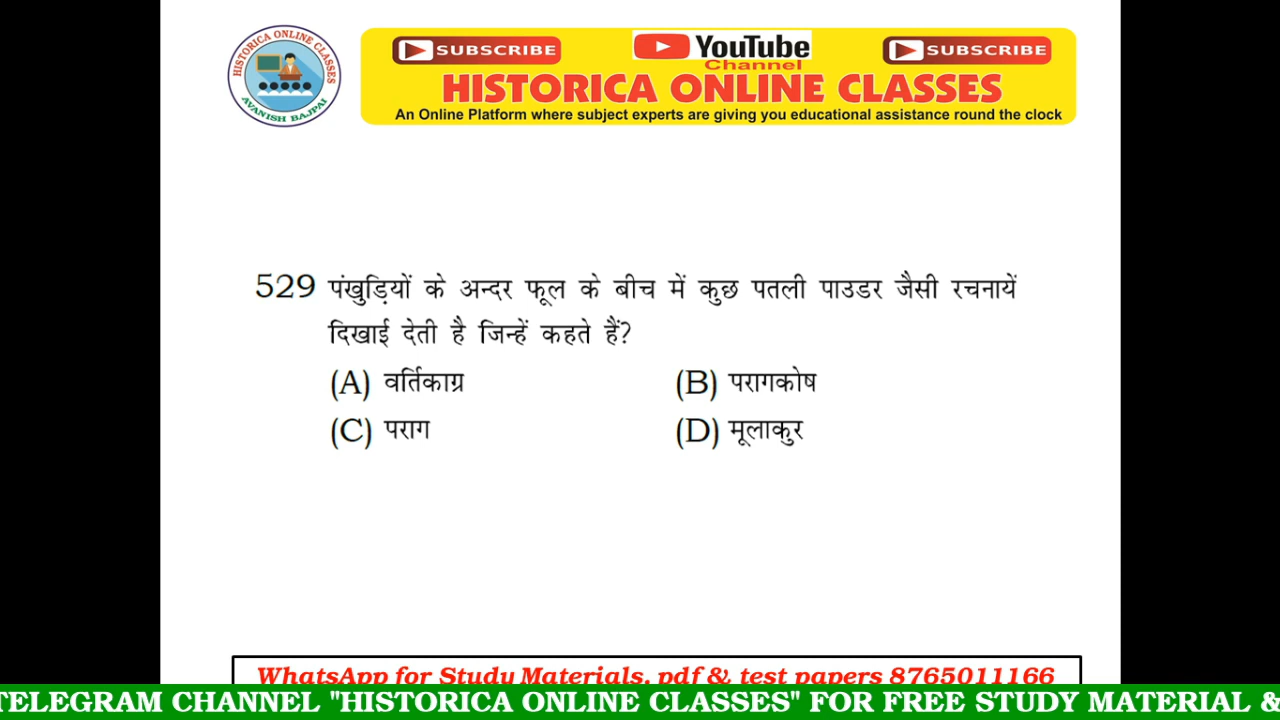 HISTORICA ONLINE CLASSES
AVANISH BAJPAI
SUBSCRIBE
YouTube
Channel
SUBSCRIBE
HISTORICA ONLINE CLASSES
An Online Platform where subject experts are giving you educational assistance round the clock
529 पंखुड़ियों के अन्दर फूल के बीच में कुछ पतली पाउडर जैसी रचनायें
दिखाई देती है जिन्हें कहते हैं?
(A) वर्तिकाग्र (B) परागकोष
(C) पराग (D) मूलाकुर
WhatsApp for Study Materials, pdf & test papers 8765011166
TELEGRAM CHANNEL "HISTORICA ONLINE CLASSES" FOR FREE STUDY MATERIAL &